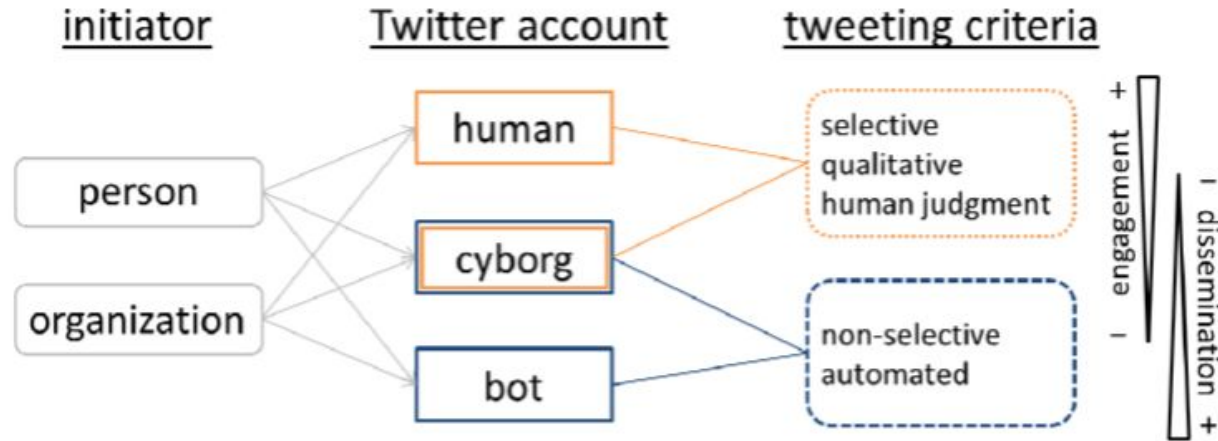 initiator
Twitter account
tweeting criteria
person
organization
human
cyborg
bot
selective
qualitative
human judgment
non-selective
automated
+
engagement
−
−
dissemination
+